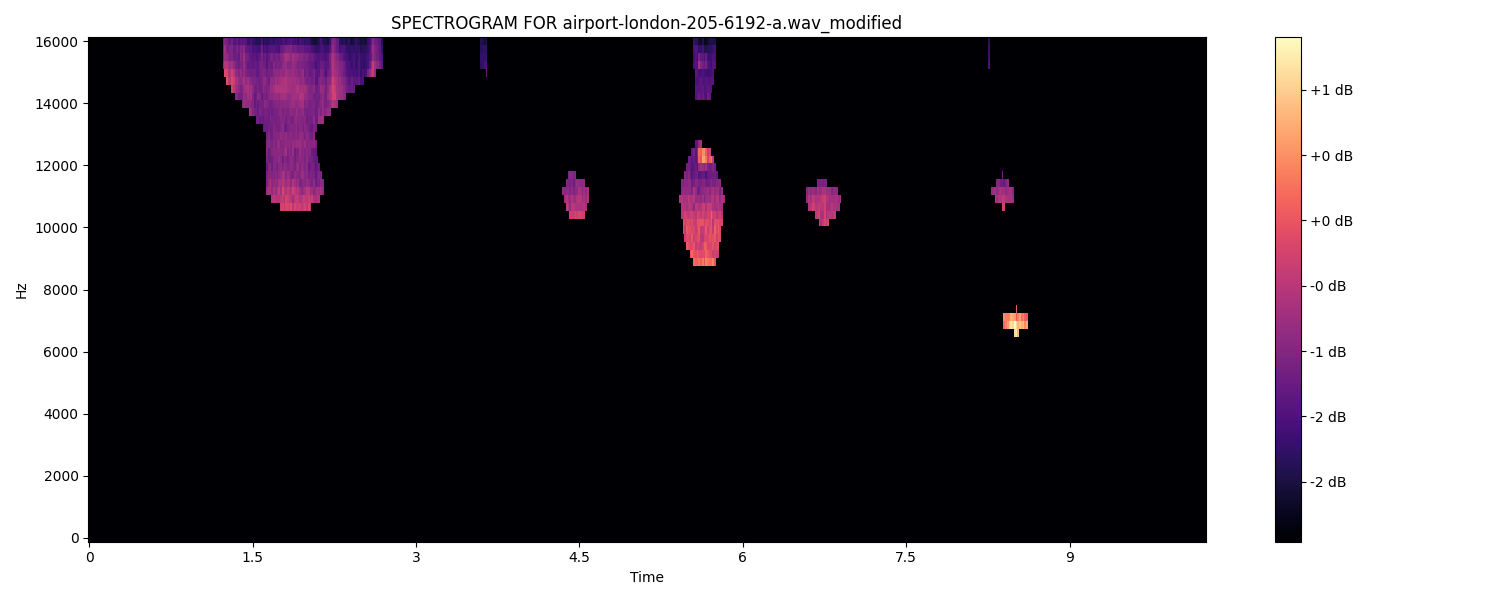 SPECTROGRAM FOR airport-london-205-6192-a.wav_modified
16000
14000
12000
10000
8000
6000
4000
2000
0
Hz
0 1.5 3 4.5 6 7.5 9
Time
+1 dB
+0 dB
+0 dB
-0 dB
-1 dB
-2 dB
-2 dB